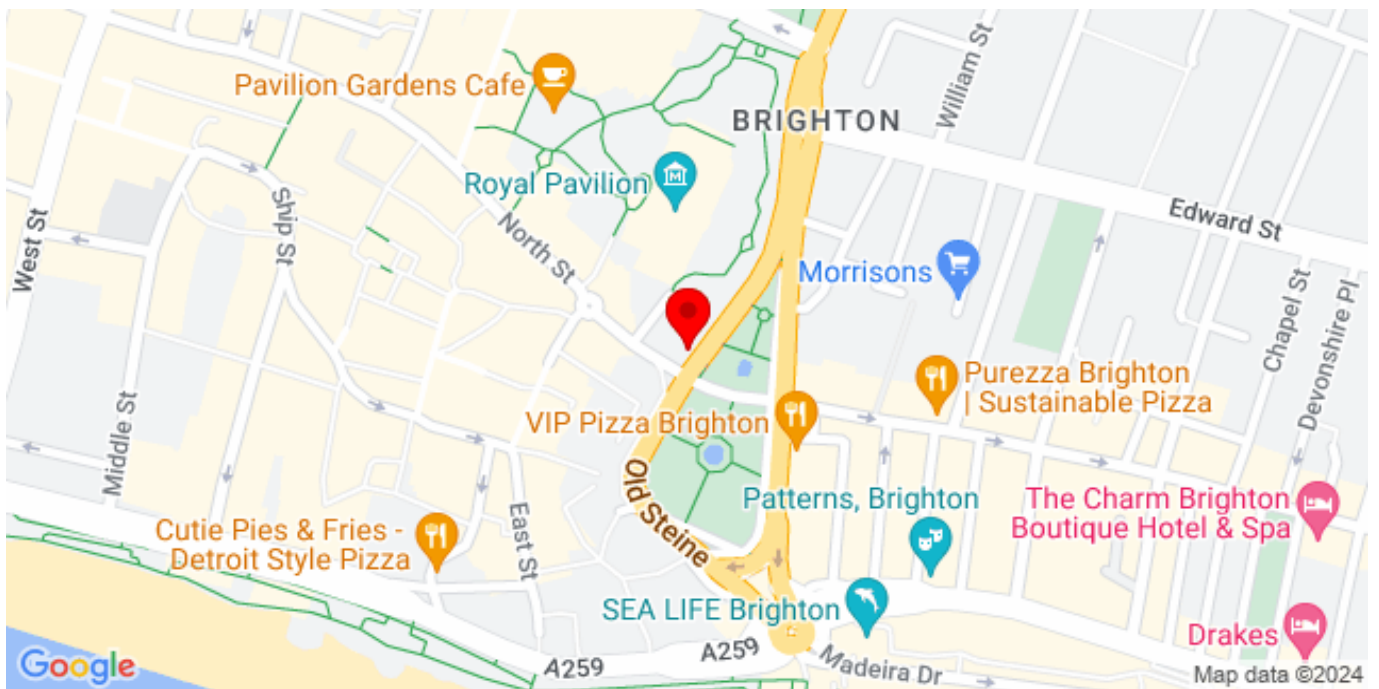 Pavilion Gardens Cafe
William St
BRIGHTON
Royal Pavilion
West St
Ship St
North St
Edward St
Morrisons
Chapel St
Devonshire Pl
Purezza Brighton
| Sustainable Pizza
VIP Pizza Brighton
Middle St
Old Steine
Patterns, Brighton
The Charm Brighton
Boutique Hotel & Spa
Cutie Pies & Fries -
Detroit Style Pizza
East St
SEA LIFE Brighton
Drakes
A259
A259
Madeira Dr
Google
Map data ©2024